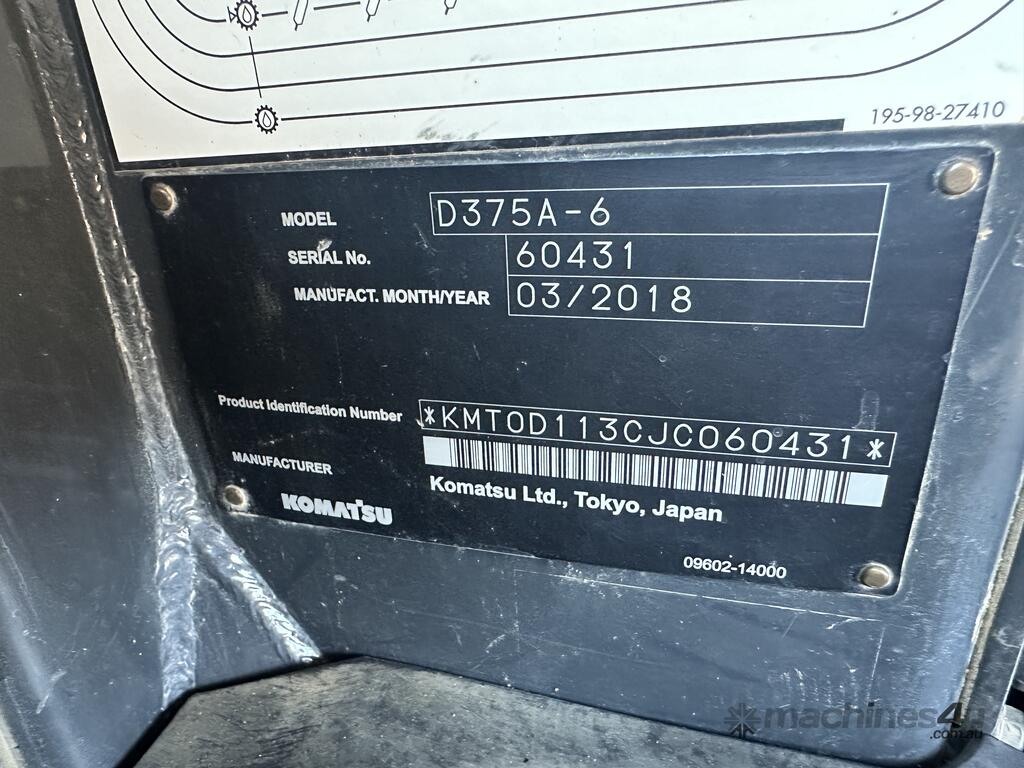 195-98-27410
MODEL D375A-6
SERIAL No. 60431
MANUFACT. MONTH/YEAR 03/2018
Product Identification Number *KMT0D113CJC060431*
MANUFACTURER
Komatsu Ltd., Tokyo, Japan
KOMATSU
09602-14000
machines4u
.com.au